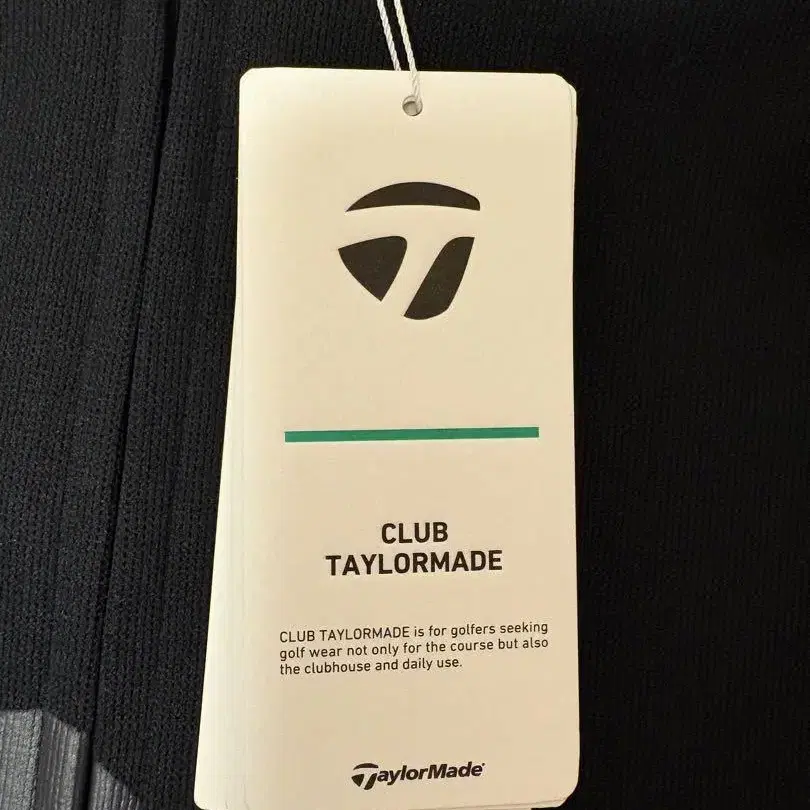 CLUB
TAYLORMADE
CLUB TAYLORMADE is for golfers seeking
golf wear not only for the course but also
the clubhouse and daily use.
TaylorMade